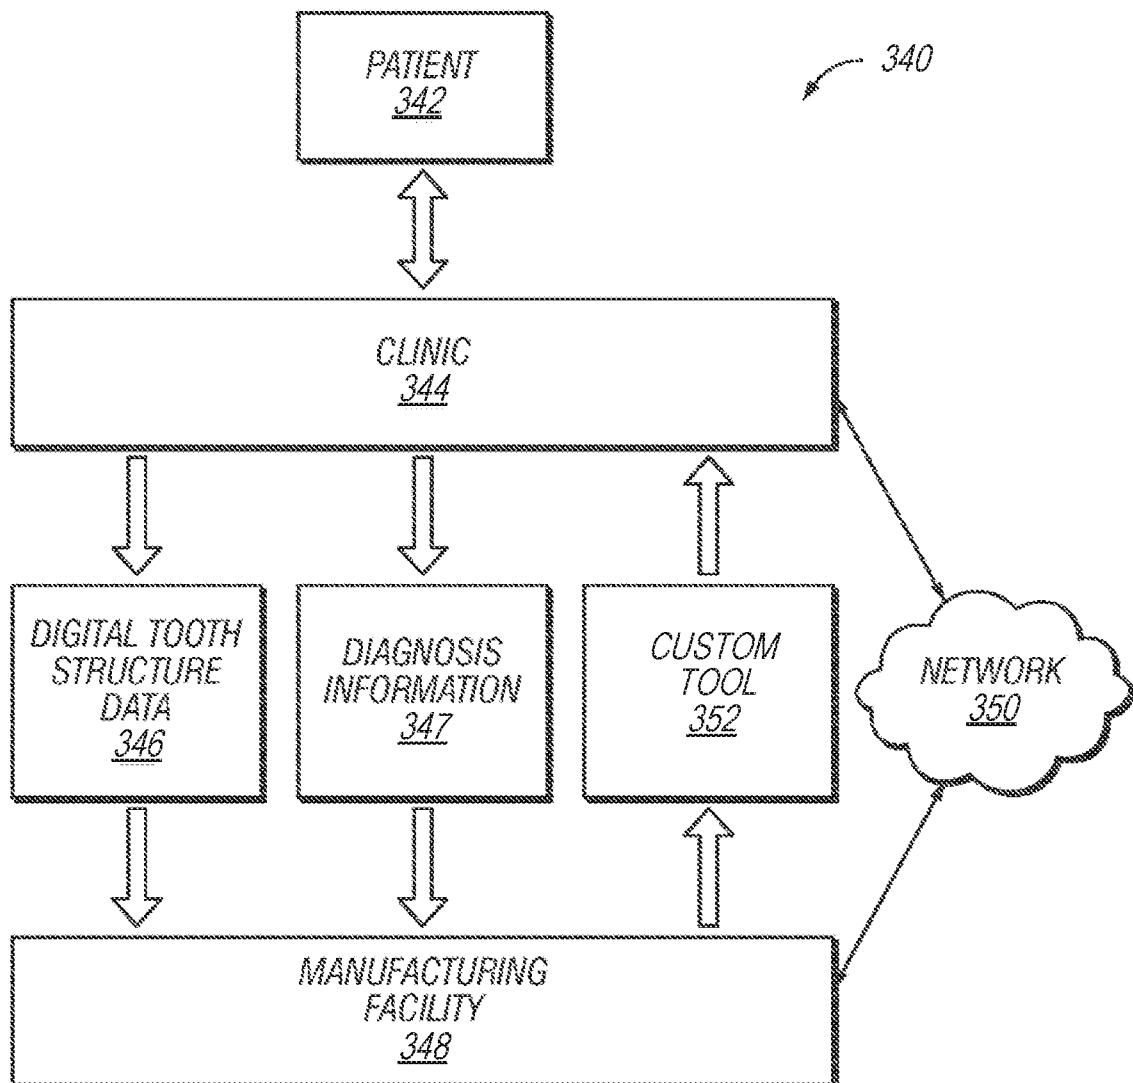 PATIENT
342
340
CLINIC
344
DIGITAL TOOTH
STRUCTURE
DATA
346
DIAGNOSIS
INFORMATION
347
CUSTOM
TOOL
352
NETWORK
350
MANUFACTURING
FACILITY
348